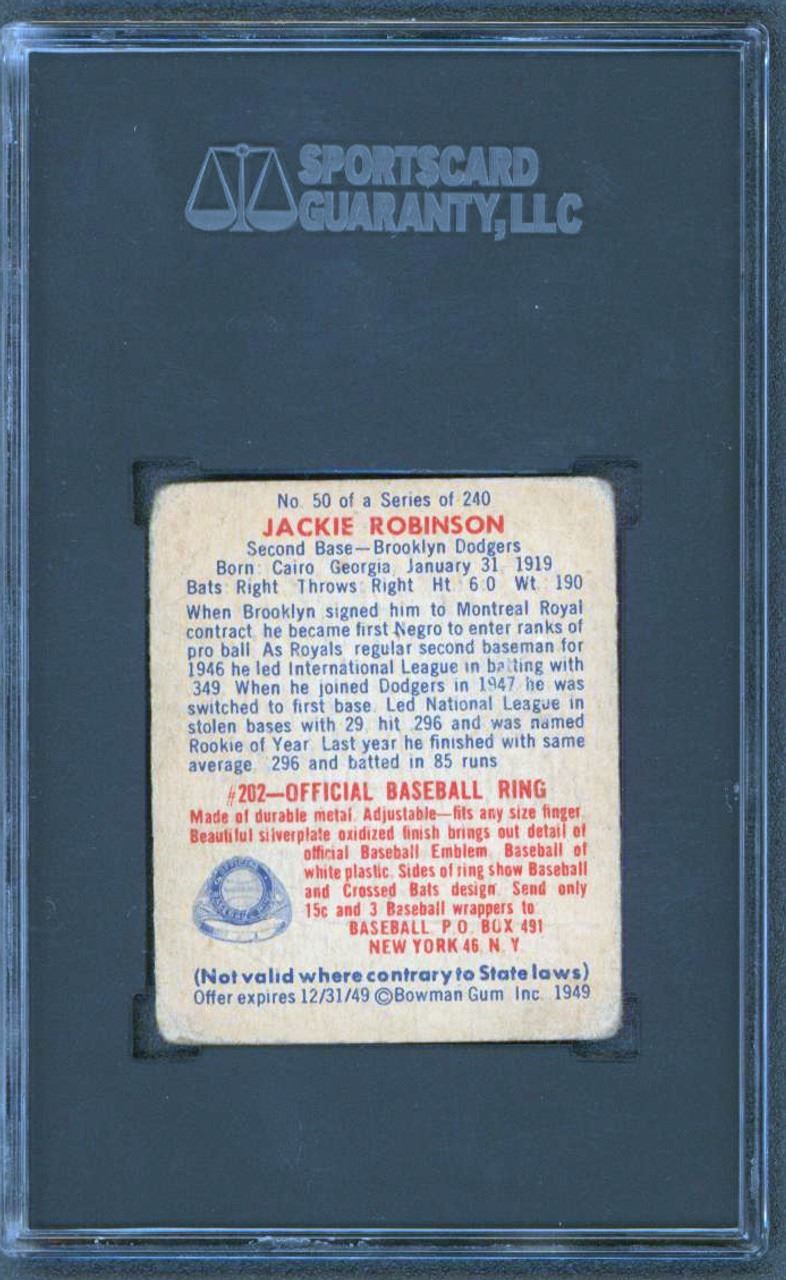 SPORTSCARD
GUARANTY, LLC
No. 50 of a Series of 240
JACKIE ROBINSON
Second Base—Brooklyn Dodgers
Born: Cairo Georgia, January 31, 1919
Bats: Right Throws: Right Ht: 6:0 Wt: 190
When Brooklyn signed him to Montreal Royal
contract he became first Negro to enter ranks of
pro ball. As Royals regular second baseman for
1946 he led International League in batting with
.349. When he joined Dodgers in 1947 he was
switched to first base. Led National League in
stolen bases with 29, hit .296 and was named
Rookie of Year. Last year he finished with same
average .296 and batted in 85 runs
#202—OFFICIAL BASEBALL RING
Made of durable metal. Adjustable—fits any size finger.
Beautiful silverplate oxidized finish brings out detail of
official Baseball Emblem. Baseball of
white plastic. Sides of ring show Baseball
and Crossed Bats design. Send only
15c and 3 Baseball wrappers to:
BASEBALL, P.O. BOX 491
NEW YORK 46, N. Y.
(Not valid where contrary to State laws)
Offer expires 12/31/49 ©Bowman Gum, Inc. 1949